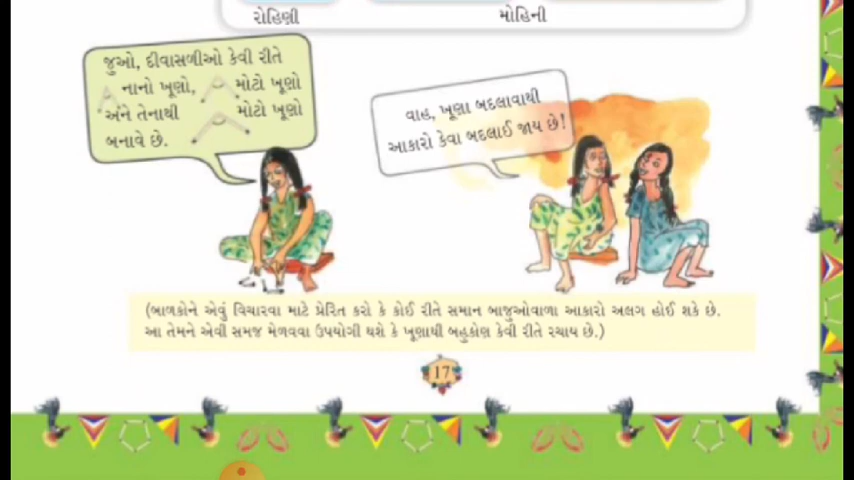 રોહિણી
મોહિની
જુઓ, દીવાસળીઓ કેવી રીતે
નાનો ખૂણો, મોટો ખૂણો
અને તેનાથી મોટો ખૂણો
બનાવે છે.
વાહ, ખૂણા બદલાવાથી
આકારો કેવા બદલાઈ જાય છે!
(બાળકોને એવું વિચારવા માટે પ્રેરિત કરો કે કોઈ રીતે સમાન બાજુઓવાળા આકારો અલગ હોઈ શકે છે.
આ તેમને એવી સમજ મેળવવા ઉપયોગી થશે કે ખૂણાથી બહુકોણ કેવી રીતે રચાય છે.)
17